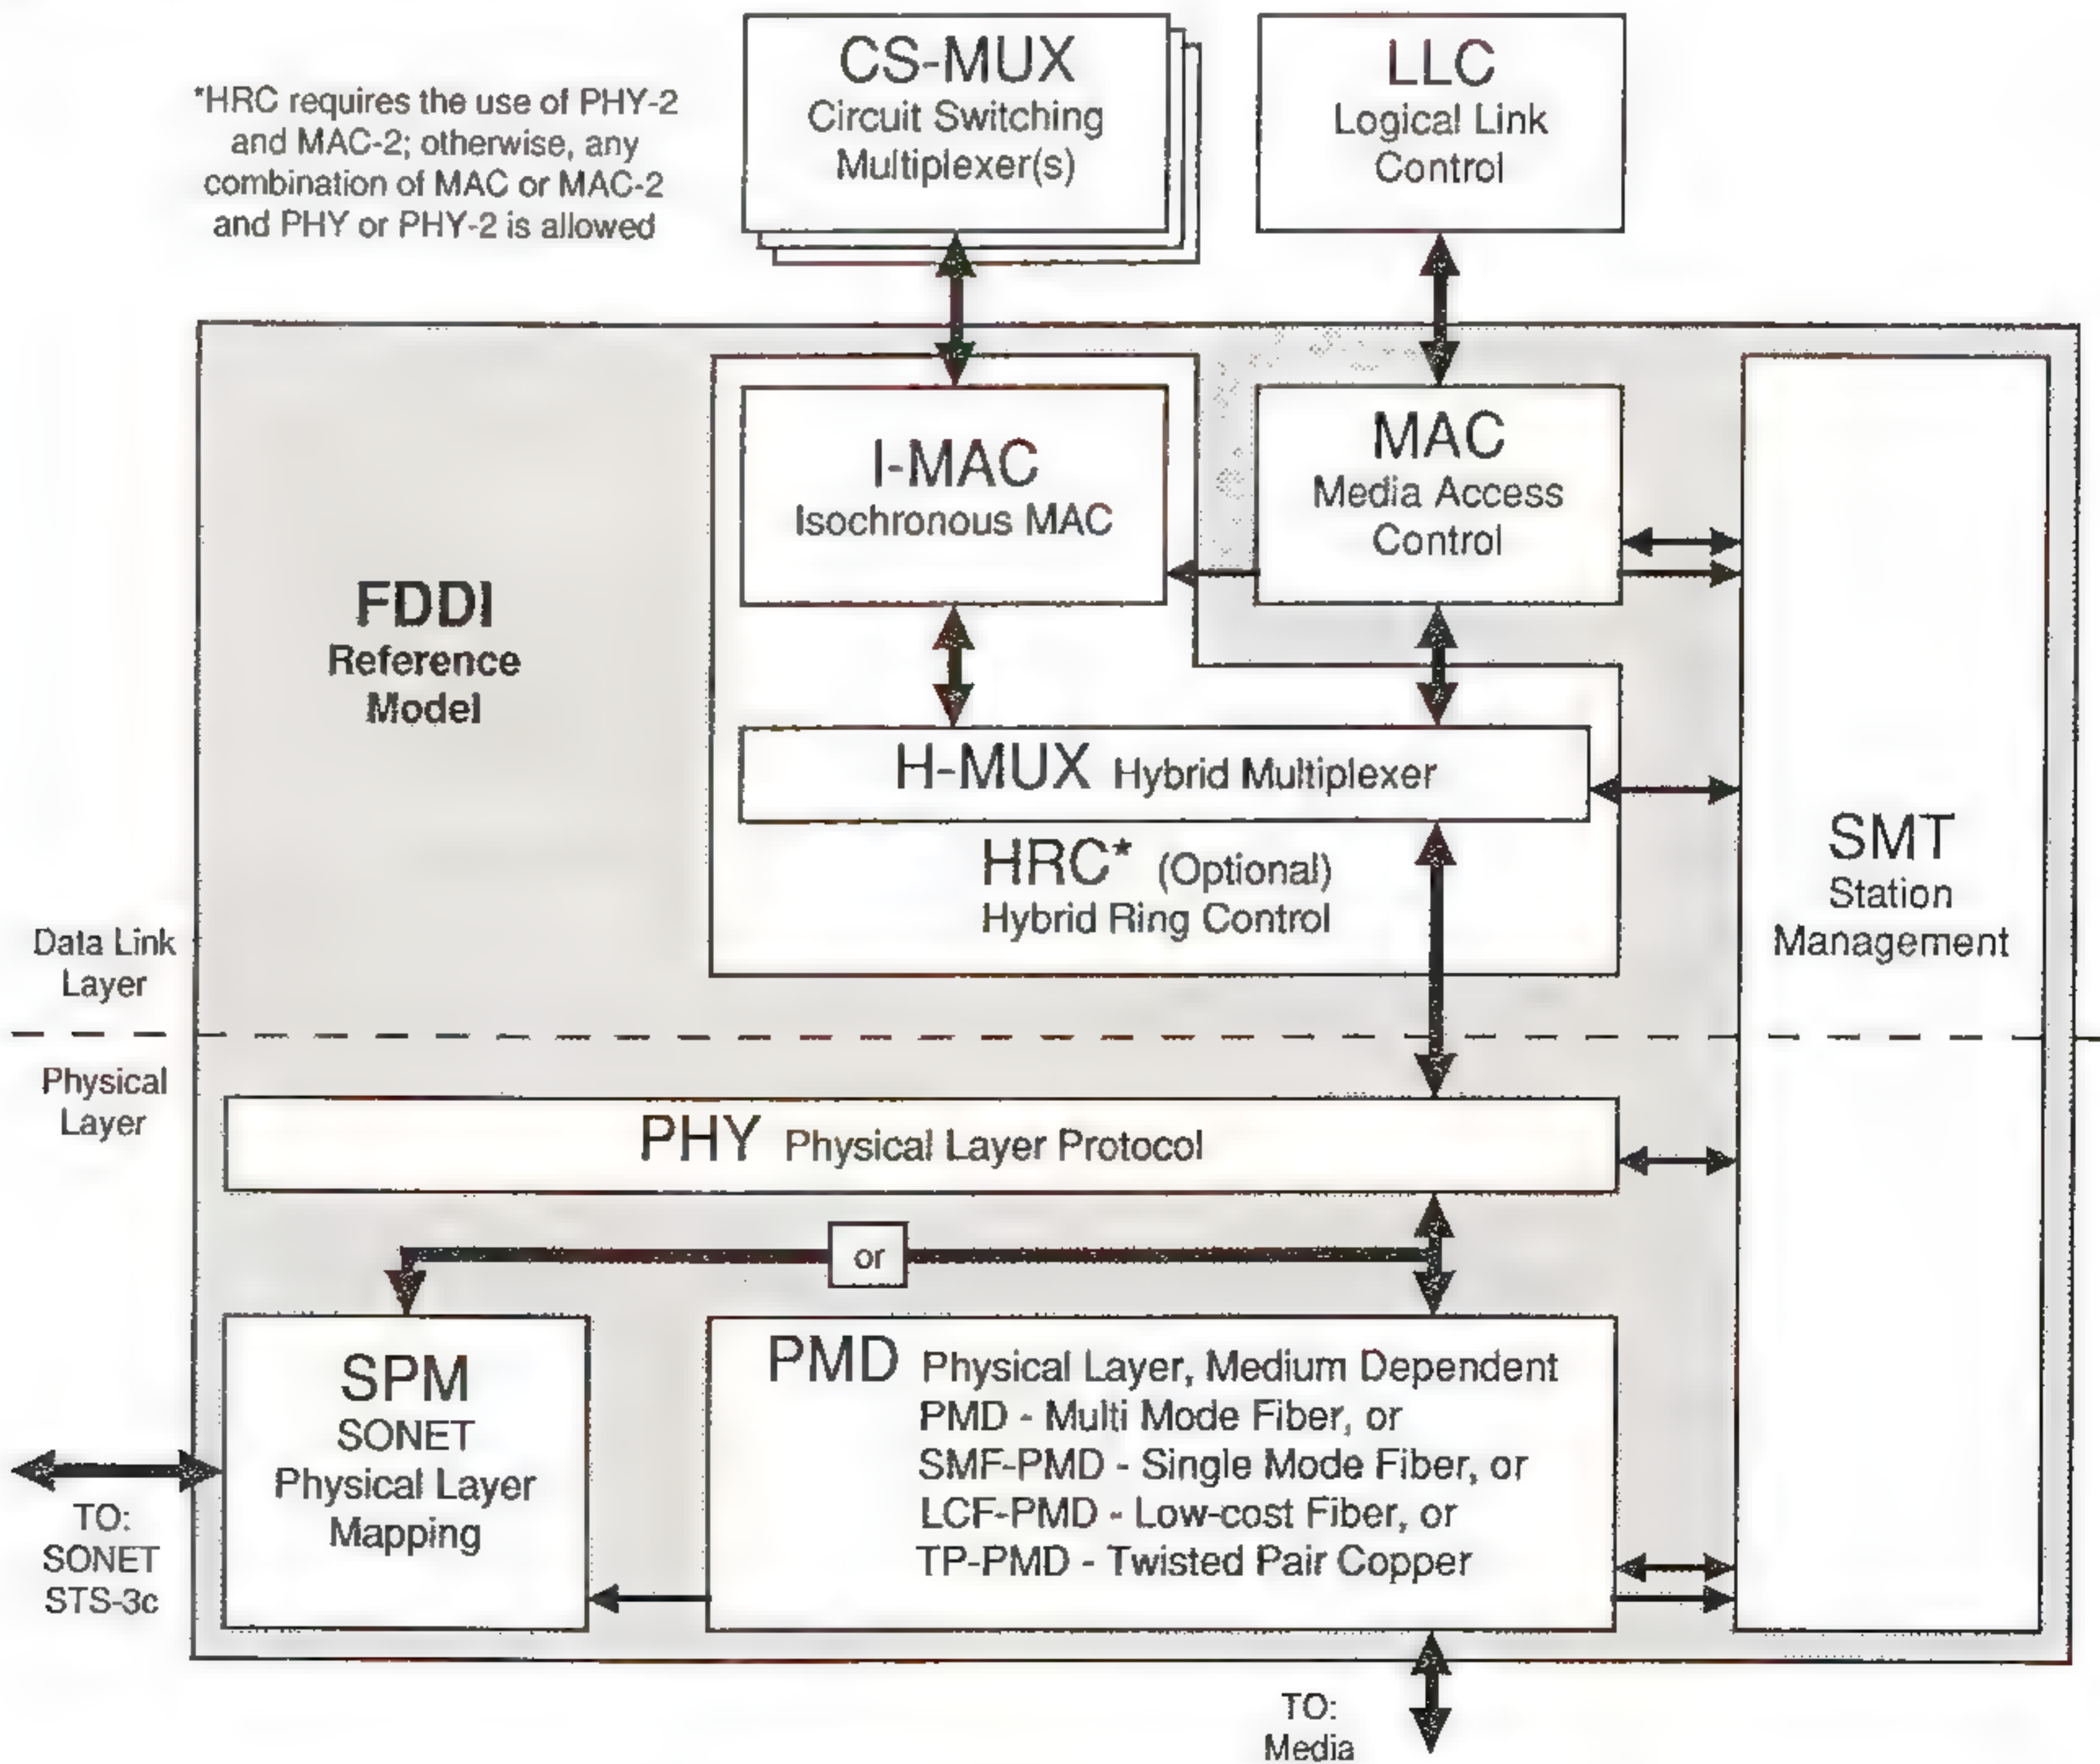 *HRC requires the use of PHY-2
and MAC-2; otherwise, any
combination of MAC or MAC-2
and PHY or PHY-2 is allowed
CS-MUX
Circuit Switching
Multiplexer(s)
LLC
Logical Link
Control
FDDI
Reference
Model
I-MAC
Isochronous MAC
MAC
Media Access
Control
H-MUX Hybrid Multiplexer
HRC* (Optional)
Hybrid Ring Control
SMT
Station
Management
Data Link
Layer
Physical
Layer
PHY Physical Layer Protocol
or
SPM
SONET
Physical Layer
Mapping
PMD Physical Layer, Medium Dependent
PMD - Multi Mode Fiber, or
SMF-PMD - Single Mode Fiber, or
LCF-PMD - Low-cost Fiber, or
TP-PMD - Twisted Pair Copper
TO:
SONET
STS-3c
TO:
Media